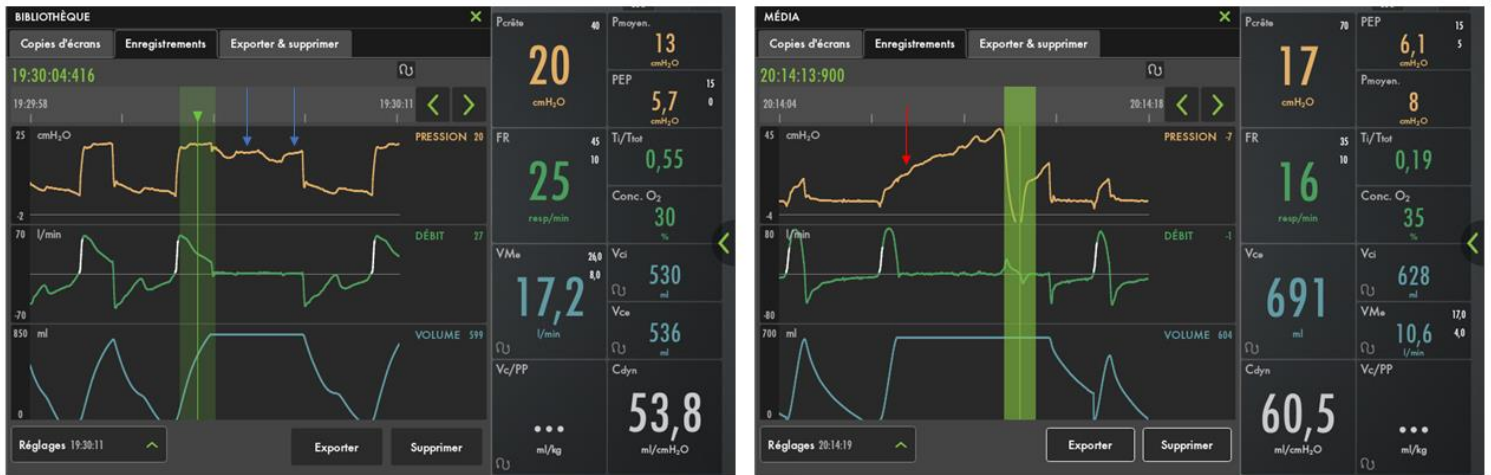 BIBLIOTHÈQUE
Copies d'écrans Enregistrements Exporter & supprimer
19:30:04:416
19:29:58 19:30:11
25 cmH₂O PRESSION 20
-2
70 l/min DÉBIT 27
-70
850 ml VOLUME 599
0
Réglages 19:30:11 Exporter Supprimer
Pcrête 40
20
cmH₂O
Pmoyen.
13
cmH₂O
PEP 15
5,7 0
cmH₂O
FR 45
10
25
resp/min
Ti/Ttot
0,55
Conc. O₂
30
%
VMe 26,0
8,0
17,2
l/min
Vci
530
ml
Vce
536
ml
Vc/PP
...
ml/kg
Cdyn
53,8
ml/cmH₂O
MÉDIA
Copies d'écrans Enregistrements Exporter & supprimer
20:14:13:900
20:14:04 20:14:18
45 cmH₂O PRESSION -7
-4
80 l/min DÉBIT -1
-80
700 ml VOLUME 604
0
Réglages 20:14:19 Exporter Supprimer
Pcrête 70
17
cmH₂O
PEP 15
6,1 5
cmH₂O
Pmoyen.
8
cmH₂O
FR 35
10
16
resp/min
Ti/Ttot
0,19
Conc. O₂
35
%
Vce
691
ml
Vci
628
ml
VMe 17,0
10,6 4,0
l/min
Cdyn
60,5
ml/cmH₂O
Vc/PP
...
ml/kg